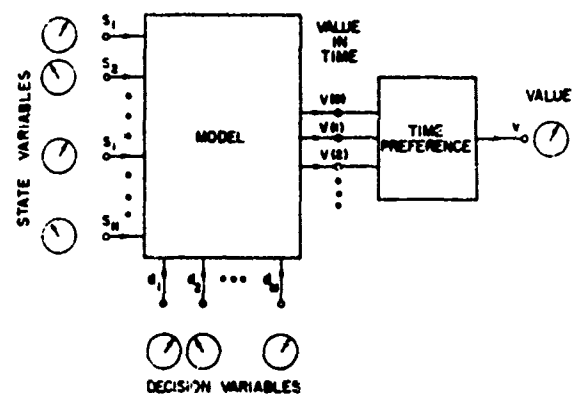 STATE VARIABLES
S1
S2
Si
SN
MODEL
d1
d2
dM
DECISION VARIABLES
VALUE
IN
TIME
V(0)
V(1)
V(2)
TIME
PREFERENCE
VALUE
v